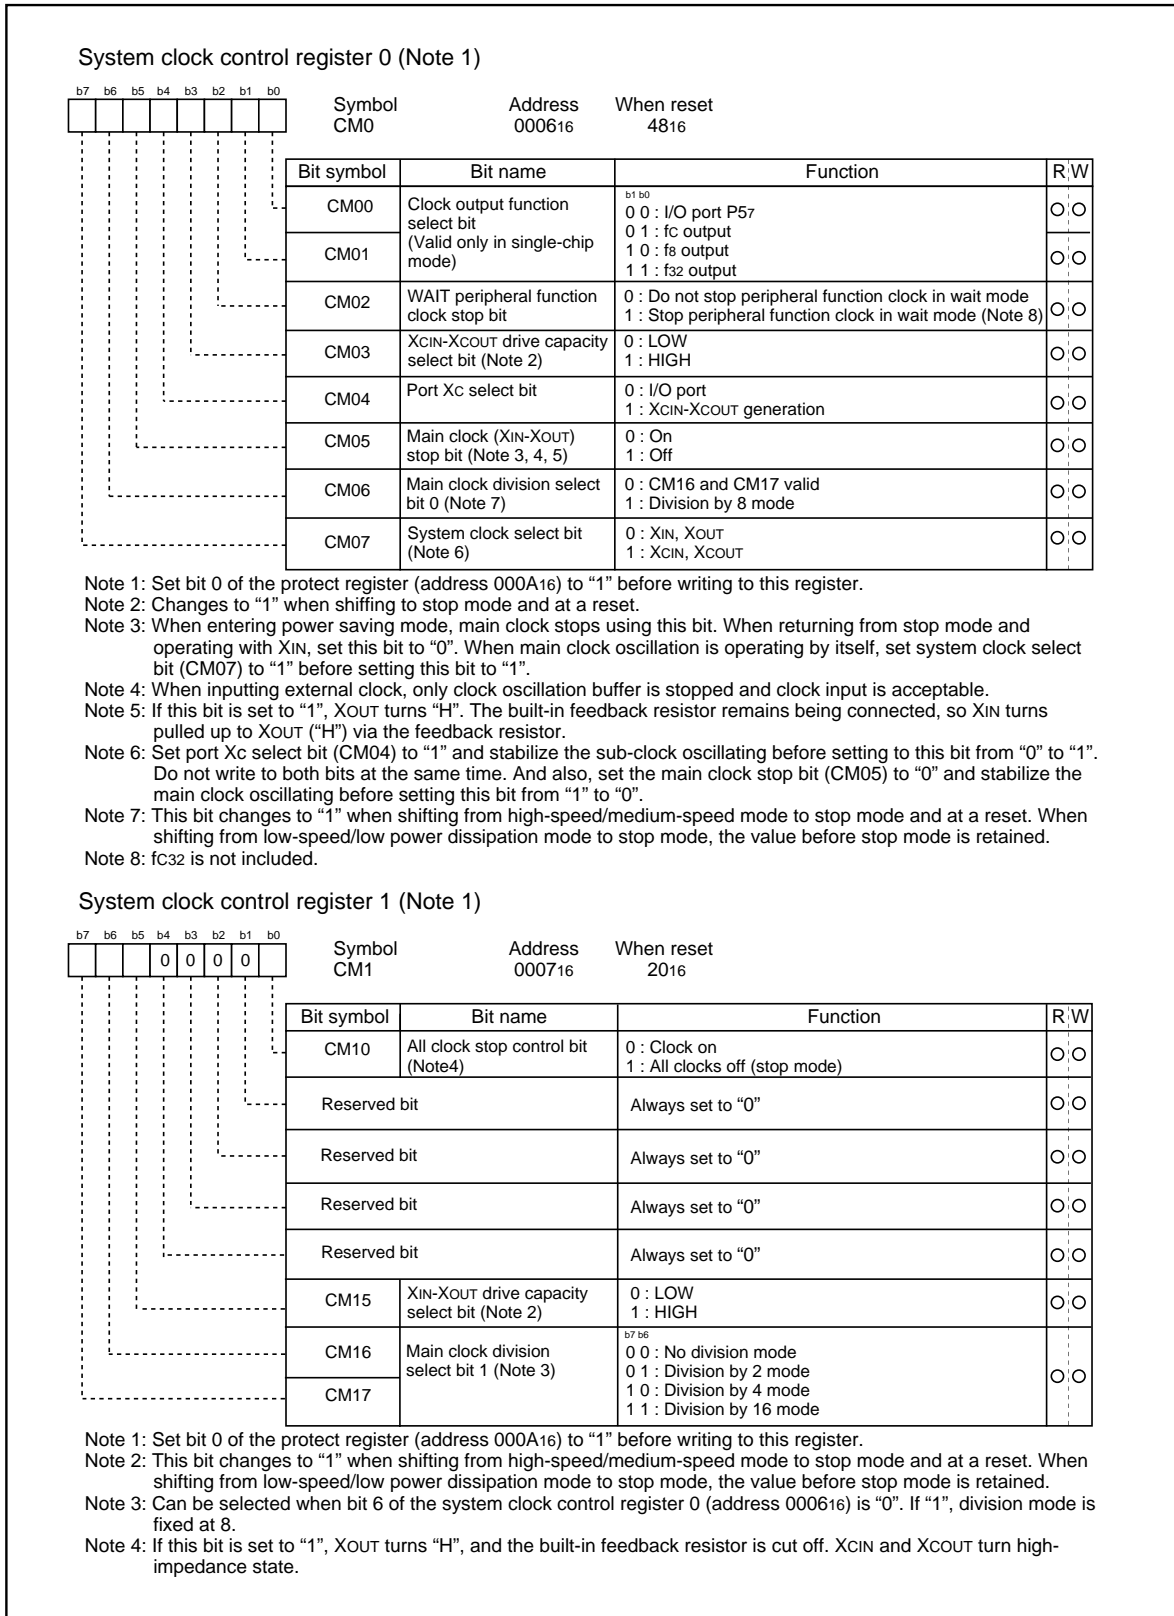 System clock control register 0 (Note 1)
b7 b6 b5 b4 b3 b2 b1 b0
Symbol Address When reset
CM0 000616 4816
Bit symbol Bit name Function R W
CM00 Clock output function select bit (Valid only in single-chip mode)
b1 b0
0 0 : I/O port P57
0 1 : fC output
1 0 : f8 output
1 1 : f32 output
CM01
CM02 WAIT peripheral function clock stop bit
0 : Do not stop peripheral function clock in wait mode
1 : Stop peripheral function clock in wait mode (Note 8)
CM03 XCIN-XCOUT drive capacity select bit (Note 2)
0 : LOW
1 : HIGH
CM04 Port XC select bit
0 : I/O port
1 : XCIN-XCOUT generation
CM05 Main clock (XIN-XOUT) stop bit (Note 3, 4, 5)
0 : On
1 : Off
CM06 Main clock division select bit 0 (Note 7)
0 : CM16 and CM17 valid
1 : Division by 8 mode
CM07 System clock select bit (Note 6)
0 : XIN, XOUT
1 : XCIN, XCOUT
Note 1: Set bit 0 of the protect register (address 000A16) to “1” before writing to this register.
Note 2: Changes to “1” when shiffing to stop mode and at a reset.
Note 3: When entering power saving mode, main clock stops using this bit. When returning from stop mode and
operating with XIN, set this bit to “0”. When main clock oscillation is operating by itself, set system clock select
bit (CM07) to “1” before setting this bit to “1”.
Note 4: When inputting external clock, only clock oscillation buffer is stopped and clock input is acceptable.
Note 5: If this bit is set to “1”, XOUT turns “H”. The built-in feedback resistor remains being connected, so XIN turns
pulled up to XOUT (“H”) via the feedback resistor.
Note 6: Set port Xc select bit (CM04) to “1” and stabilize the sub-clock oscillating before setting to this bit from “0” to “1”.
Do not write to both bits at the same time. And also, set the main clock stop bit (CM05) to “0” and stabilize the
main clock oscillating before setting this bit from “1” to “0”.
Note 7: This bit changes to “1” when shifting from high-speed/medium-speed mode to stop mode and at a reset. When
shifting from low-speed/low power dissipation mode to stop mode, the value before stop mode is retained.
Note 8: fC32 is not included.
System clock control register 1 (Note 1)
b7 b6 b5 b4 b3 b2 b1 b0
0 0 0 0
Symbol Address When reset
CM1 000716 2016
Bit symbol Bit name Function R W
CM10 All clock stop control bit (Note4)
0 : Clock on
1 : All clocks off (stop mode)
Reserved bit Always set to “0”
Reserved bit Always set to “0”
Reserved bit Always set to “0”
Reserved bit Always set to “0”
CM15 XIN-XOUT drive capacity select bit (Note 2)
0 : LOW
1 : HIGH
CM16 Main clock division select bit 1 (Note 3)
b7 b6
0 0 : No division mode
0 1 : Division by 2 mode
1 0 : Division by 4 mode
1 1 : Division by 16 mode
CM17
Note 1: Set bit 0 of the protect register (address 000A16) to “1” before writing to this register.
Note 2: This bit changes to “1” when shifting from high-speed/medium-speed mode to stop mode and at a reset. When
shifting from low-speed/low power dissipation mode to stop mode, the value before stop mode is retained.
Note 3: Can be selected when bit 6 of the system clock control register 0 (address 000616) is “0”. If “1”, division mode is
fixed at 8.
Note 4: If this bit is set to “1”, XOUT turns “H”, and the built-in feedback resistor is cut off. XCIN and XCOUT turn high-
impedance state.